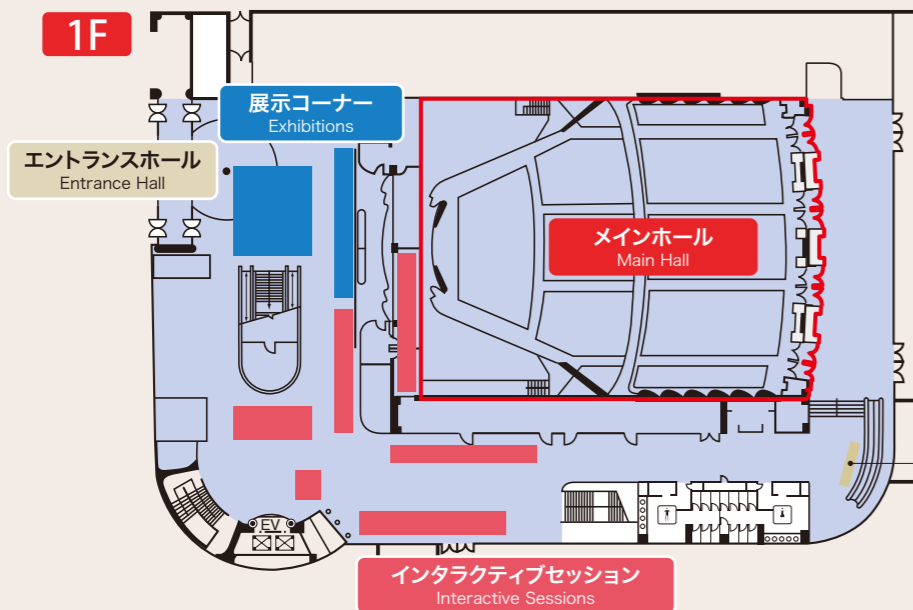 1F
展示コーナー
Exhibitions
エントランスホール
Entrance Hall
メインホール
Main Hall
EV
インタラクティブセッション
Interactive Sessions